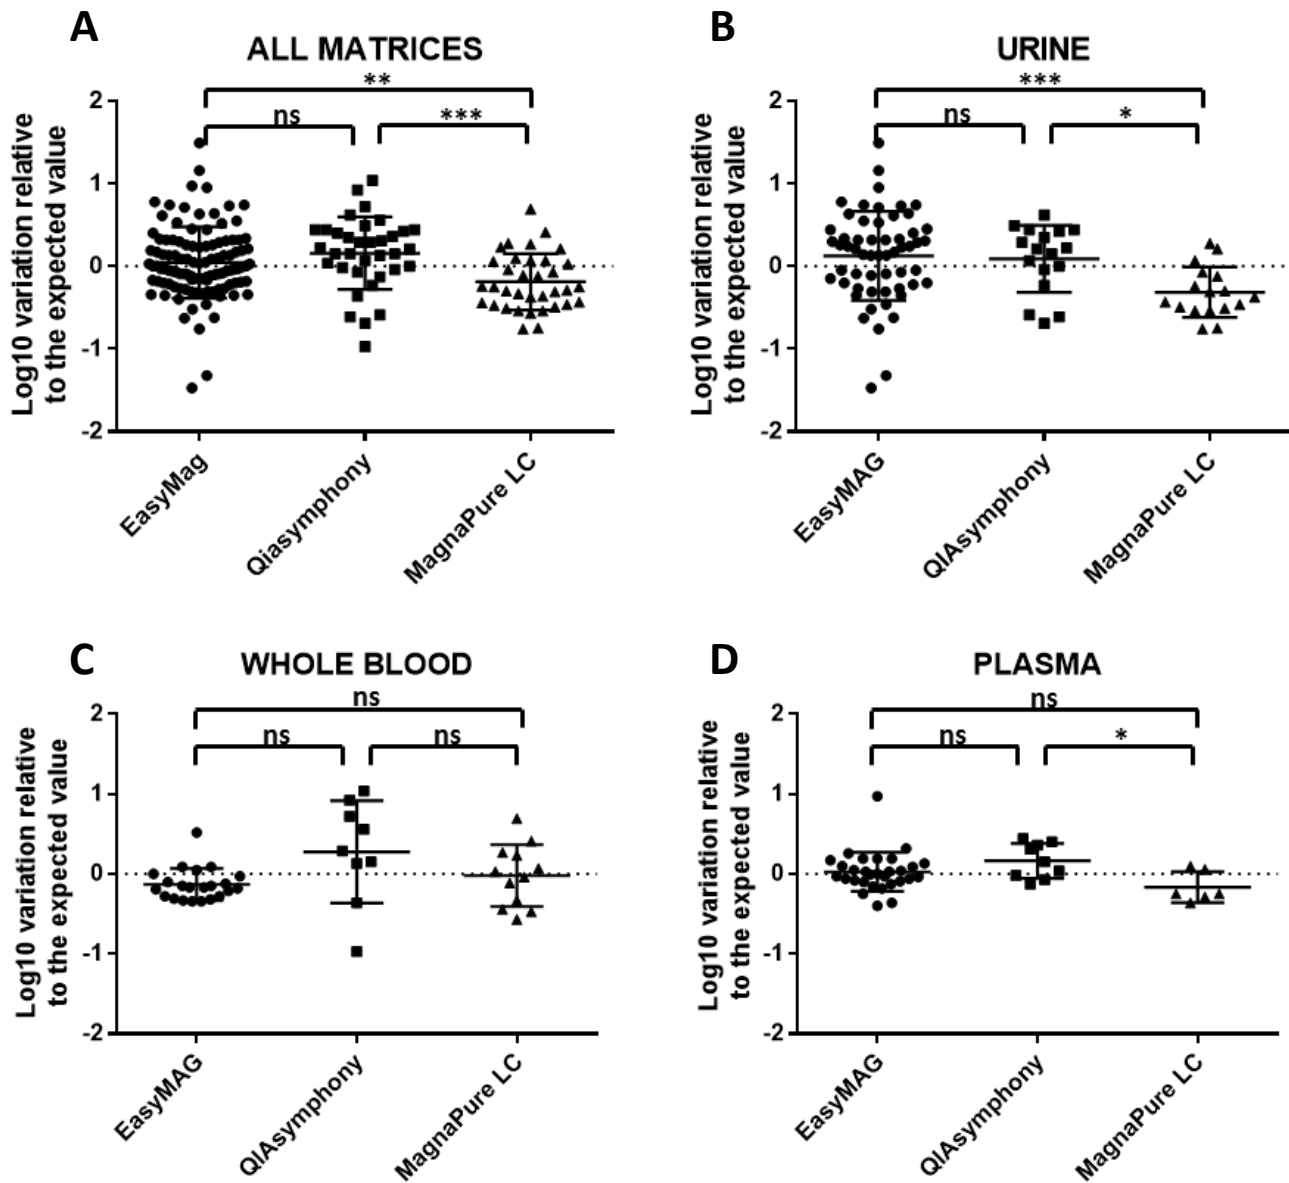 A
ALL MATRICES
**
ns
***
Log10 variation relative
to the expected value
2
1
0
-1
-2
EasyMag
Qiasymphony
MagnaPure LC
B
URINE
***
ns
*
Log10 variation relative
to the expected value
2
1
0
-1
-2
EasyMAG
QIAsymphony
MagnaPure LC
C
WHOLE BLOOD
ns
ns
ns
Log10 variation relative
to the expected value
2
1
0
-1
-2
EasyMAG
QIAsymphony
MagnaPure LC
D
PLASMA
ns
ns
*
Log10 variation relative
to the expected value
2
1
0
-1
-2
EasyMAG
QIAsymphony
MagnaPure LC